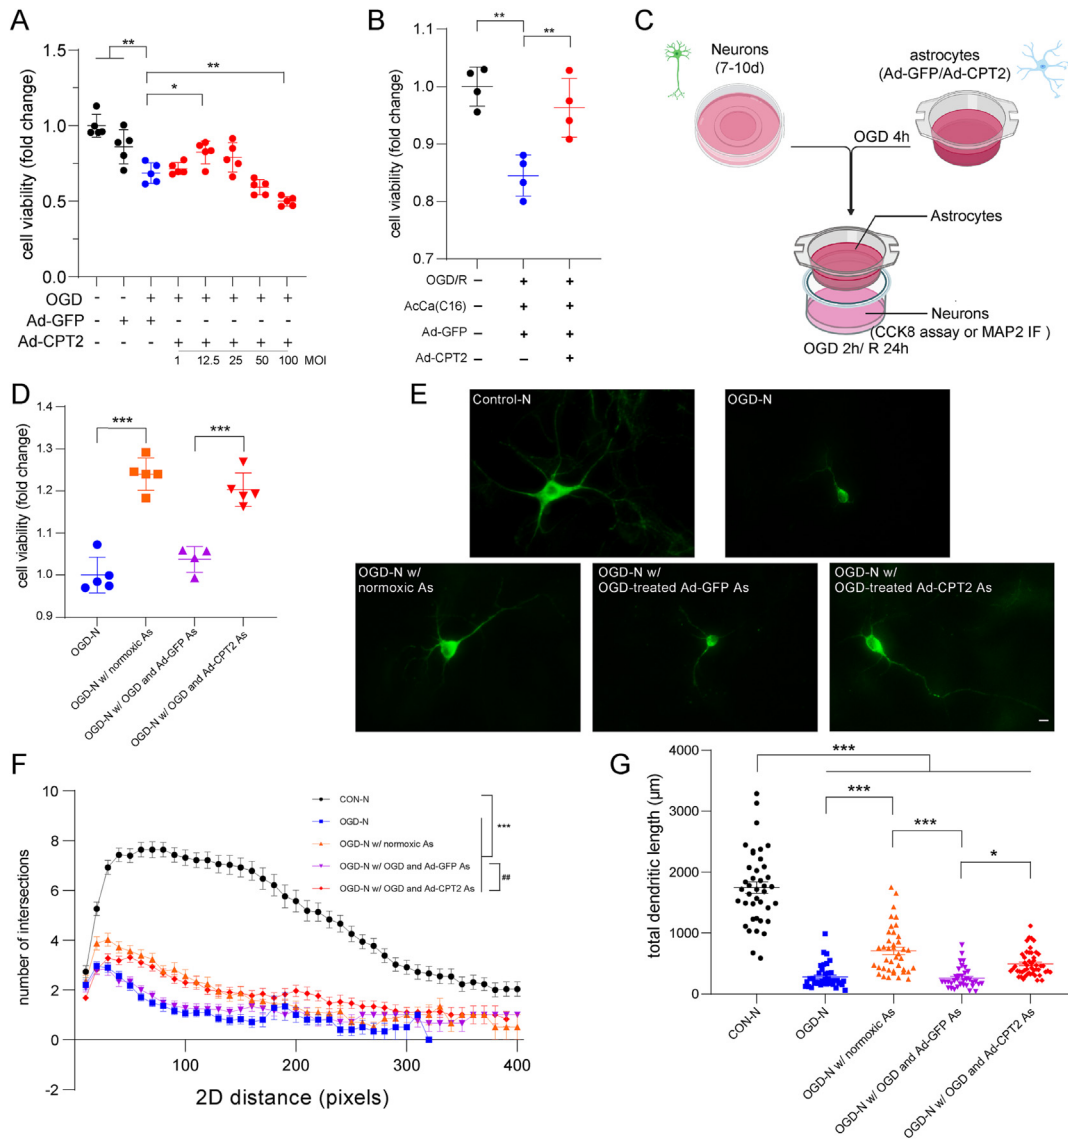 A
cell viability (fold change)
1.5
1.0
0.5
0.0
**
**
*
OGD - - + + + + + +
Ad-GFP - + + - - - - -
Ad-CPT2 - - - + + + + +
1 12.5 25 50 100 MOI
B
cell viability (fold change)
1.1
1.0
0.9
0.8
0.7
** **
OGD/R - + +
AcCa(C16) - + +
Ad-GFP - + +
Ad-CPT2 - - +
C
Neurons
(7-10d)
astrocytes
(Ad-GFP/Ad-CPT2)
OGD 4h
Astrocytes
Neurons
(CCK8 assay or MAP2 IF )
OGD 2h/ R 24h
D
cell viability (fold change)
1.4
1.3
1.2
1.1
1.0
0.9
*** ***
OGD-N
OGD-N w/ normoxic As
OGD-N w/ OGD and Ad-GFP As
OGD-N w/ OGD and Ad-CPT2 As
E
Control-N
OGD-N
OGD-N w/
normoxic As
OGD-N w/
OGD-treated Ad-GFP As
OGD-N w/
OGD-treated Ad-CPT2 As
F
number of intersections
10
8
6
4
2
0
-2
100 200 300 400
2D distance (pixels)
CON-N
OGD-N
OGD-N w/ normoxic As
OGD-N w/ OGD and Ad-GFP As
OGD-N w/ OGD and Ad-CPT2 As
***
##
G
total dendritic length (μm)
4000
3000
2000
1000
0
***
***
***
*
CON-N
OGD-N
OGD-N w/ normoxic As
OGD-N w/ OGD and Ad-GFP As
OGD-N w/ OGD and Ad-CPT2 As